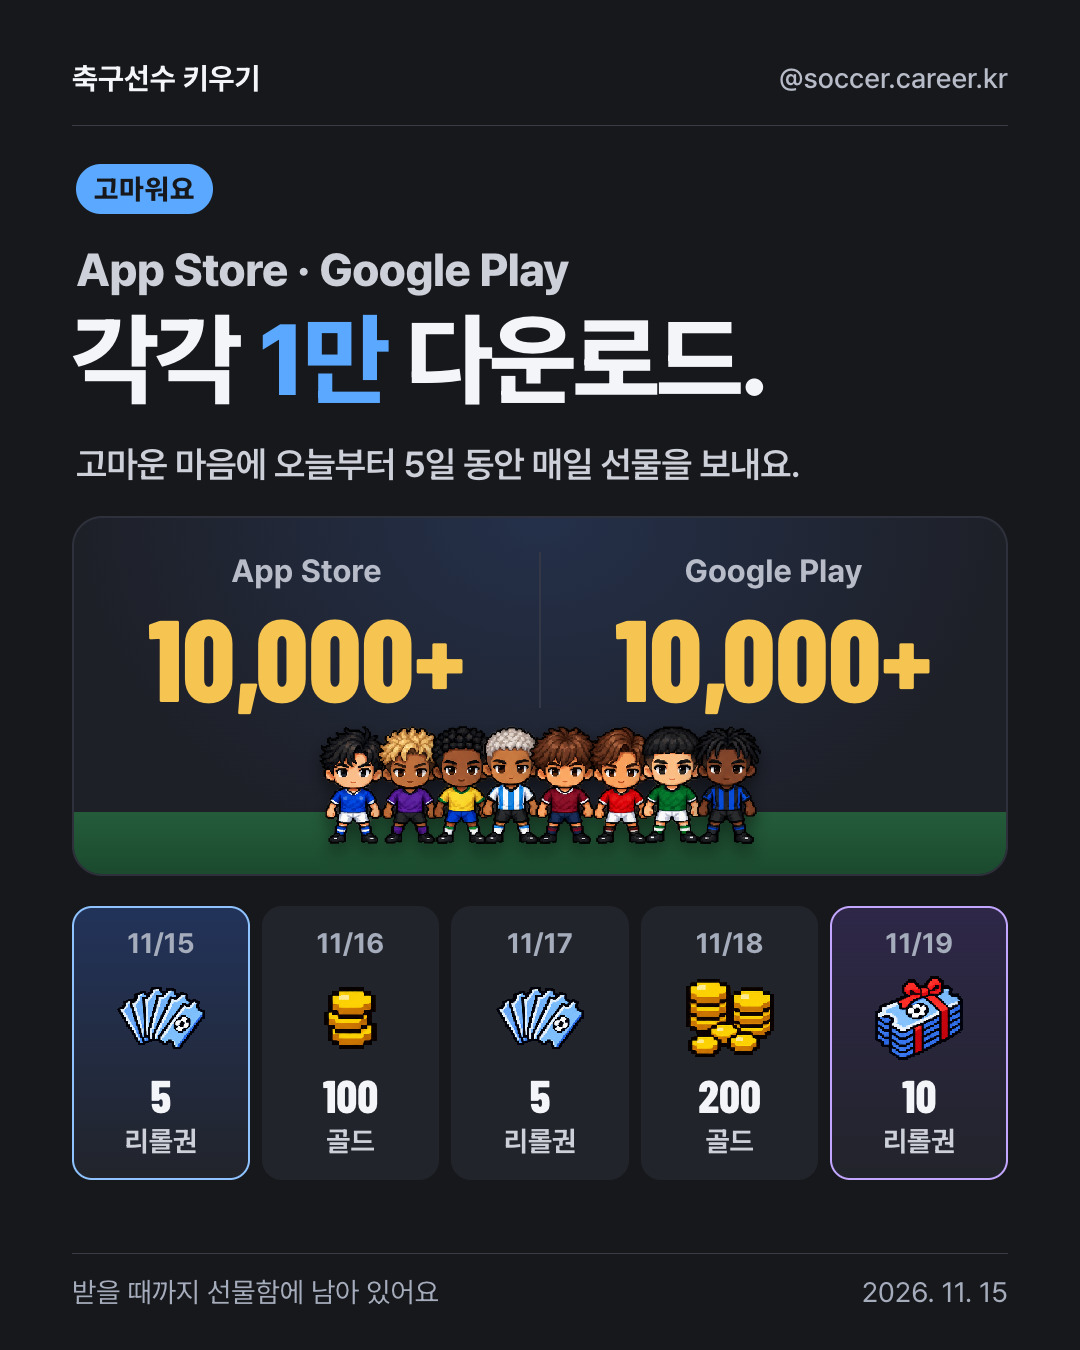 축구선수 키우기
@soccer.career.kr
고마워요
App Store · Google Play
각각 1만 다운로드.
고마운 마음에 오늘부터 5일 동안 매일 선물을 보내요.
App Store
Google Play
10,000+
10,000+
11/15
5
리롤권
11/16
100
골드
11/17
5
리롤권
11/18
200
골드
11/19
10
리롤권
받을 때까지 선물함에 남아 있어요
2026. 11. 15